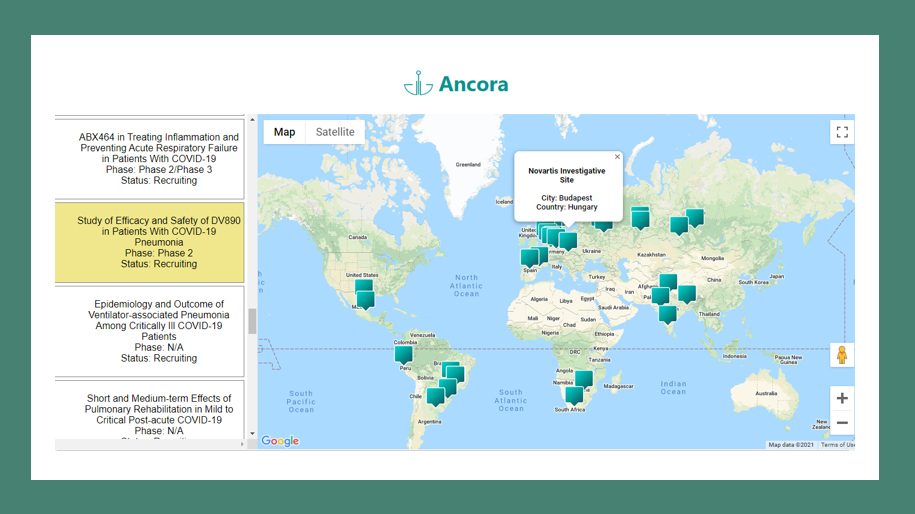 Ancora
ABX464 in Treating Inflammation and
Preventing Acute Respiratory Failure
in Patients With COVID-19
Phase: Phase 2/Phase 3
Status: Recruiting
Study of Efficacy and Safety of DV890
in Patients With COVID-19
Pneumonia
Phase: Phase 2
Status: Recruiting
Epidemiology and Outcome of
Ventilator-associated Pneumonia
Among Critically Ill COVID-19
Patients
Phase: N/A
Status: Recruiting
Short and Medium-term Effects of
Pulmonary Rehabilitation in Mild to
Critical Post-acute COVID-19
Phase: N/A
Map
Satellite
Novartis Investigative
Site
City: Budapest
Country: Hungary
Greenland
Iceland
Canada
United
Ukraine
Kazakhstan
Mongolia
Spain
Italy
Turkey
United States
North
Atlantic
Ocean
China
Japan
South Korea
Iraq
Iran
Algeria
Libya
Egypt
Saudi Arabia
Mali
Niger
Sudan
Chad
Nigeria
Ethiopia
Thailand
Venezuela
Colombia
Peru
Bolivia
Chile
Argentina
DRC
Kenya
Tanzania
Angola
Namibia
Madagascar
South Africa
Indonesia
Papua New
Guinea
South
Pacific
Ocean
South
Atlantic
Ocean
Indian
Ocean
Australia
New
Google
Map data ©2021
Terms of Use